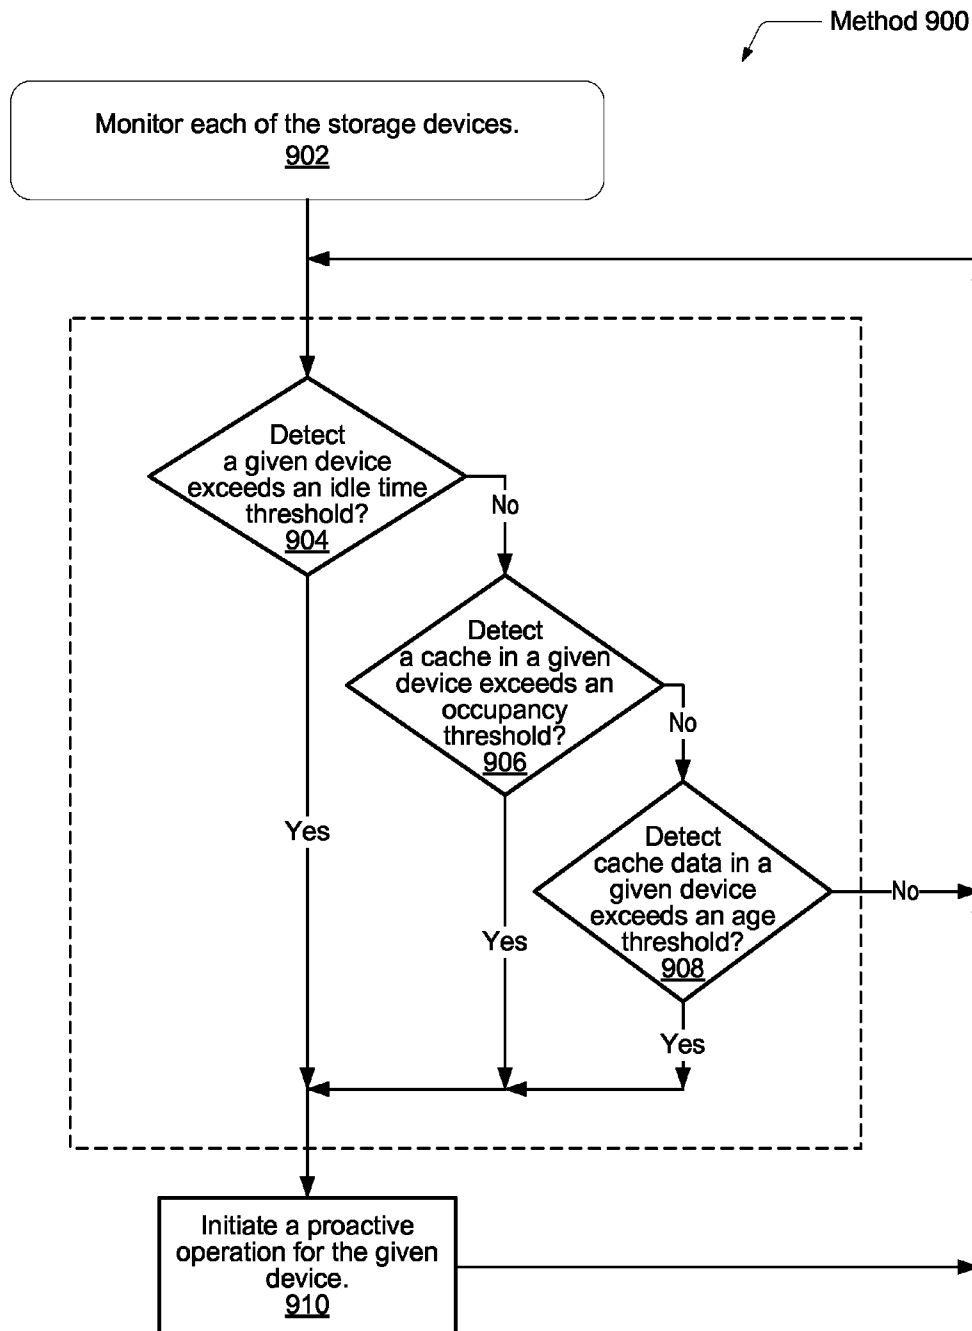 Method 900
Monitor each of the storage devices.
902
Detect
a given device
exceeds an idle time
threshold?
904
No
Detect
a cache in a given
device exceeds an
occupancy
threshold?
906
No
Yes
Detect
cache data in a
given device
exceeds an age
threshold?
908
No
Yes
Yes
Initiate a proactive
operation for the given
device.
910